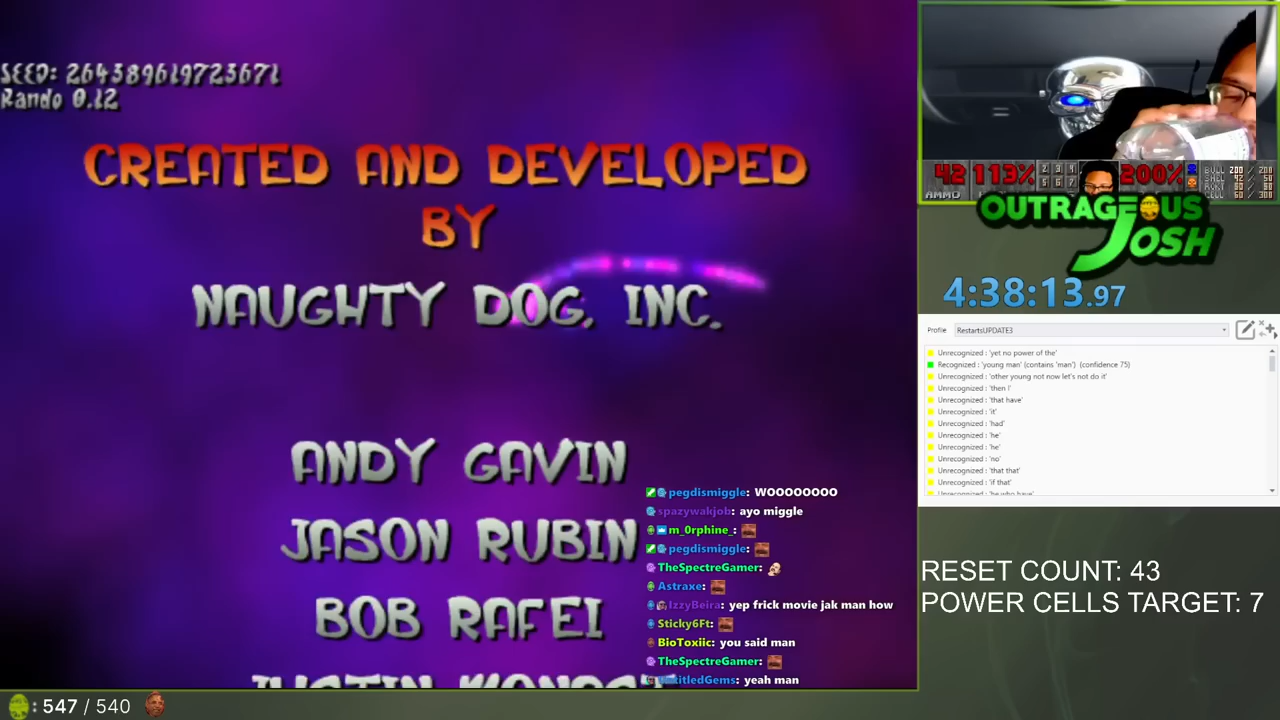 SEED: 264389619723671
Rando 0.12
CREATED AND DEVELOPED
BY
NAUGHTY DOG, INC.
ANDY GAVIN
JASON RUBIN
BOB RAFEI
pegdismiggle: WOOOOOOOO
spazywakjob: ayo miggle
m_0rphine_:
pegdismiggle:
TheSpectreGamer:
Astraxe:
IzzyBeira: yep frick movie jak man how
Sticky6Ft:
BioToxiic: you said man
TheSpectreGamer:
UntitledGems: yeah man
547 / 540
42 113%
200%
AMMO
OUTRAGEOUS
JOSH
4:38:13.97
Profile RestartsUPDATE3
Unrecognized : 'yet no power of the'
Recognized : 'young man' (contains 'man') (confidence 75)
Unrecognized : 'other young not now let's not do it'
Unrecognized : 'then I'
Unrecognized : 'that have'
Unrecognized : 'it'
Unrecognized : 'had'
Unrecognized : 'he'
Unrecognized : 'he'
Unrecognized : 'no'
Unrecognized : 'that that'
Unrecognized : 'if that'
Unrecognized : 'he who have'
RESET COUNT: 43
POWER CELLS TARGET: 7